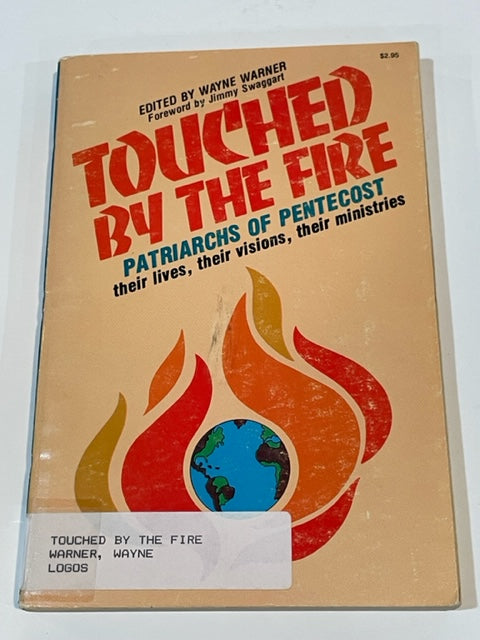 $2.95
EDITED BY WAYNE WARNER
Foreword by Jimmy Swaggart
TOUCHED
BY THE FIRE
PATRIARCHS OF PENTECOST
their lives, their visions, their ministries
TOUCHED BY THE FIRE
WARNER, WAYNE
LOGOS